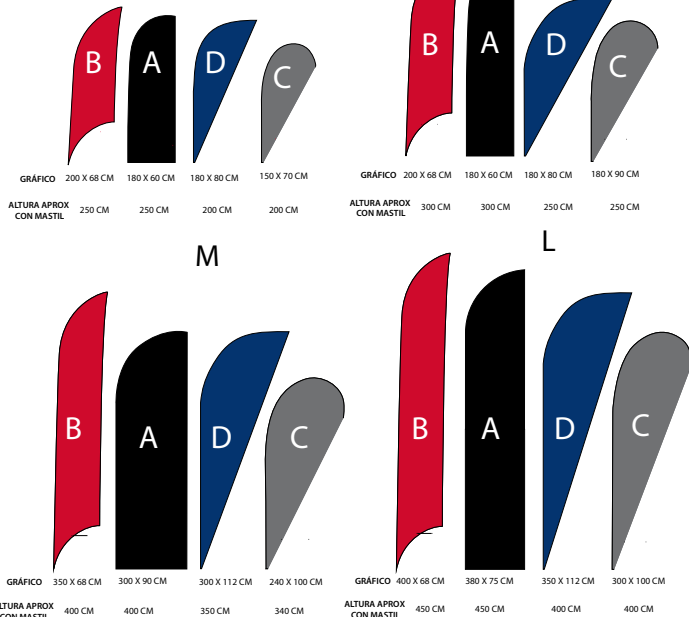 B A D C
GRÁFICO 200 X 68 CM 180 X 60 CM 180 X 80 CM 150 X 70 CM
ALTURA APROX
CON MASTIL 250 CM 250 CM 200 CM 200 CM
B A D C
GRÁFICO 200 X 68 CM 180 X 60 CM 180 X 80 CM 180 X 90 CM
ALTURA APROX
CON MASTIL 300 CM 300 CM 250 CM 250 CM
M
B A D C
GRÁFICO 350 X 68 CM 300 X 90 CM 300 X 112 CM 240 X 100 CM
ALTURA APROX
CON MASTIL 400 CM 400 CM 350 CM 340 CM
L
B A D C
GRÁFICO 400 X 68 CM 380 X 75 CM 350 X 112 CM 300 X 100 CM
ALTURA APROX
CON MASTIL 450 CM 450 CM 400 CM 400 CM